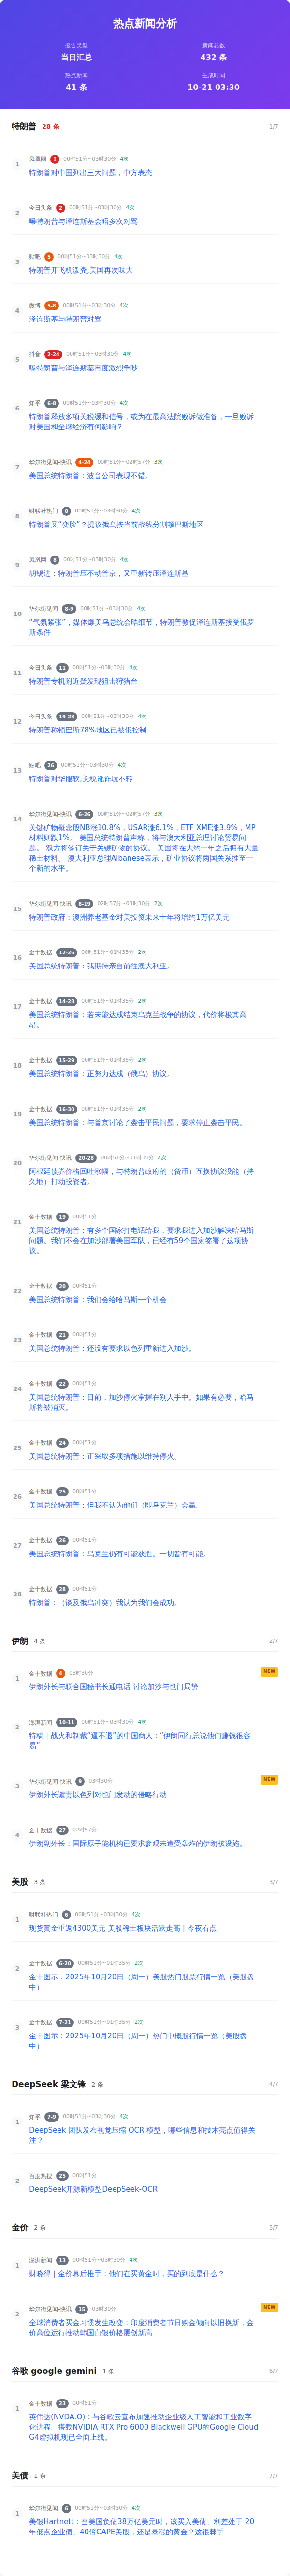 热点新闻分析
报告类型
当日汇总
新闻总数
432 条
热点新闻
41 条
生成时间
10-21 03:30
特朗普 28 条 1/7
1
凤凰网 1 00时51分~03时30分 4次
特朗普对中国列出三大问题，中方表态
2
今日头条 2 00时51分~03时30分 4次
曝特朗普与泽连斯基会晤多次对骂
3
贴吧 5 00时51分~03时30分 4次
特朗普开飞机泼粪,美国再次味大
4
微博 5-8 00时51分~03时30分 4次
泽连斯基与特朗普对骂
5
抖音 2-24 00时51分~03时30分 4次
曝特朗普与泽连斯基再度激烈争吵
6
知乎 6-8 00时51分~03时30分 4次
特朗普释放多项关税缓和信号，或为在最高法院败诉做准备，一旦败诉
对美国和全球经济有何影响？
7
华尔街见闻-快讯 4-24 00时51分~02时57分 3次
美国总统特朗普：波音公司表现不错。
8
财联社热门 8 00时51分~03时30分 4次
特朗普又“变脸”？提议俄乌按当前战线分割顿巴斯地区
9
凤凰网 8 00时51分~03时30分 4次
胡锡进：特朗普压不动普京，又重新转压泽连斯基
10
华尔街见闻 8-9 00时51分~03时30分 4次
“气氛紧张”，媒体爆美乌总统会晤细节，特朗普敦促泽连斯基接受俄罗
斯条件
11
今日头条 11 00时51分~03时30分 4次
特朗普专机附近疑发现狙击狩猎台
12
今日头条 19-28 00时51分~03时30分 4次
特朗普称顿巴斯78%地区已被俄控制
13
贴吧 26 00时51分~03时30分 4次
特朗普对华服软,关税讹诈玩不转
14
华尔街见闻-快讯 6-26 00时51分~02时57分 3次
关键矿物概念股NB涨10.8%，USAR涨6.1%，ETF XME涨3.9%，MP
材料则跌1%。 美国总统特朗普声称，将与澳大利亚总理讨论贸易问
题。 双方将签订关于关键矿物的协议。 美国将在大约一年之后拥有大量
稀土材料。 澳大利亚总理Albanese表示，矿业协议将两国关系推至一
个新的水平。
15
华尔街见闻-快讯 8-19 02时57分~03时30分 2次
特朗普政府：澳洲养老基金对美投资未来十年将增约1万亿美元
16
金十数据 12-26 00时51分~01时35分 2次
美国总统特朗普：我期待亲自前往澳大利亚。
17
金十数据 14-28 00时51分~01时35分 2次
美国总统特朗普：若未能达成结束乌克兰战争的协议，代价将极其高
昂。
18
金十数据 15-29 00时51分~01时35分 2次
美国总统特朗普：正努力达成（俄乌）协议。
19
金十数据 16-30 00时51分~01时35分 2次
美国总统特朗普：与普京讨论了袭击平民问题，要求停止袭击平民。
20
华尔街见闻-快讯 20-28 00时51分~01时35分 2次
阿根廷债券价格回吐涨幅，与特朗普政府的（货币）互换协议没能（持
久地）打动投资者。
21
金十数据 19 00时51分
美国总统特朗普：有多个国家打电话给我，要求我进入加沙解决哈马斯
问题。我们不会在加沙部署美国军队，已经有59个国家签署了这项协
议。
22
金十数据 20 00时51分
美国总统特朗普：我们会给哈马斯一个机会
23
金十数据 21 00时51分
美国总统特朗普：还没有要求以色列重新进入加沙。
24
金十数据 22 00时51分
美国总统特朗普：目前，加沙停火掌握在别人手中。如果有必要，哈马
斯将被消灭。
25
金十数据 24 00时51分
美国总统特朗普：正采取多项措施以维持停火。
26
金十数据 25 00时51分
美国总统特朗普：但我不认为他们（即乌克兰）会赢。
27
金十数据 26 00时51分
美国总统特朗普：乌克兰仍有可能获胜。一切皆有可能。
28
金十数据 28 00时51分
特朗普：（谈及俄乌冲突）我认为我们会成功。
伊朗 4 条 2/7
1
金十数据 4 03时30分 NEW
伊朗外长与联合国秘书长通电话 讨论加沙与也门局势
2
澎湃新闻 10-11 00时51分~03时30分 4次
特稿｜战火和制裁“逼不退”的中国商人：“伊朗同行总说他们赚钱很容
易”
3
华尔街见闻-快讯 9 03时30分 NEW
伊朗外长谴责以色列对也门发动的侵略行动
4
金十数据 27 02时57分
伊朗副外长：国际原子能机构已要求参观未遭受轰炸的伊朗核设施。
美股 3 条 3/7
1
财联社热门 6 00时51分~03时30分 4次
现货黄金重返4300美元 美股稀土板块活跃走高 | 今夜看点
2
金十数据 6-20 00时51分~01时35分 2次
金十图示：2025年10月20日（周一）美股热门股票行情一览（美股盘
中）
3
金十数据 7-21 00时51分~01时35分 2次
金十图示：2025年10月20日（周一）热门中概股行情一览（美股盘
中）
DeepSeek 梁文锋 2 条 4/7
1
知乎 7-9 00时51分~03时30分 4次
DeepSeek 团队发布视觉压缩 OCR 模型，哪些信息和技术亮点值得关
注？
2
百度热搜 25 00时51分
DeepSeek开源新模型DeepSeek-OCR
金价 2 条 5/7
1
澎湃新闻 13 00时51分~03时30分 4次
财晓得｜金价幕后推手：他们在买黄金时，买的到底是什么？
2
华尔街见闻-快讯 15 03时30分 NEW
全球消费者买金习惯发生改变：印度消费者节日购金倾向以旧换新，金
价高位运行推动韩国白银价格屡创新高
谷歌 google gemini 1 条 6/7
1
金十数据 23 00时51分
英伟达(NVDA.O)：与谷歌云宣布加速推动企业级人工智能和工业数字
化进程。搭载NVIDIA RTX Pro 6000 Blackwell GPU的Google Cloud
G4虚拟机现已全面上线。
美债 1 条 7/7
1
华尔街见闻 6 00时51分~03时30分 4次
美银Hartnett：当美国负债38万亿美元时，该买入美债、利差处于 20
年低点企业债、40倍CAPE美股，还是暴涨的黄金？这很棘手